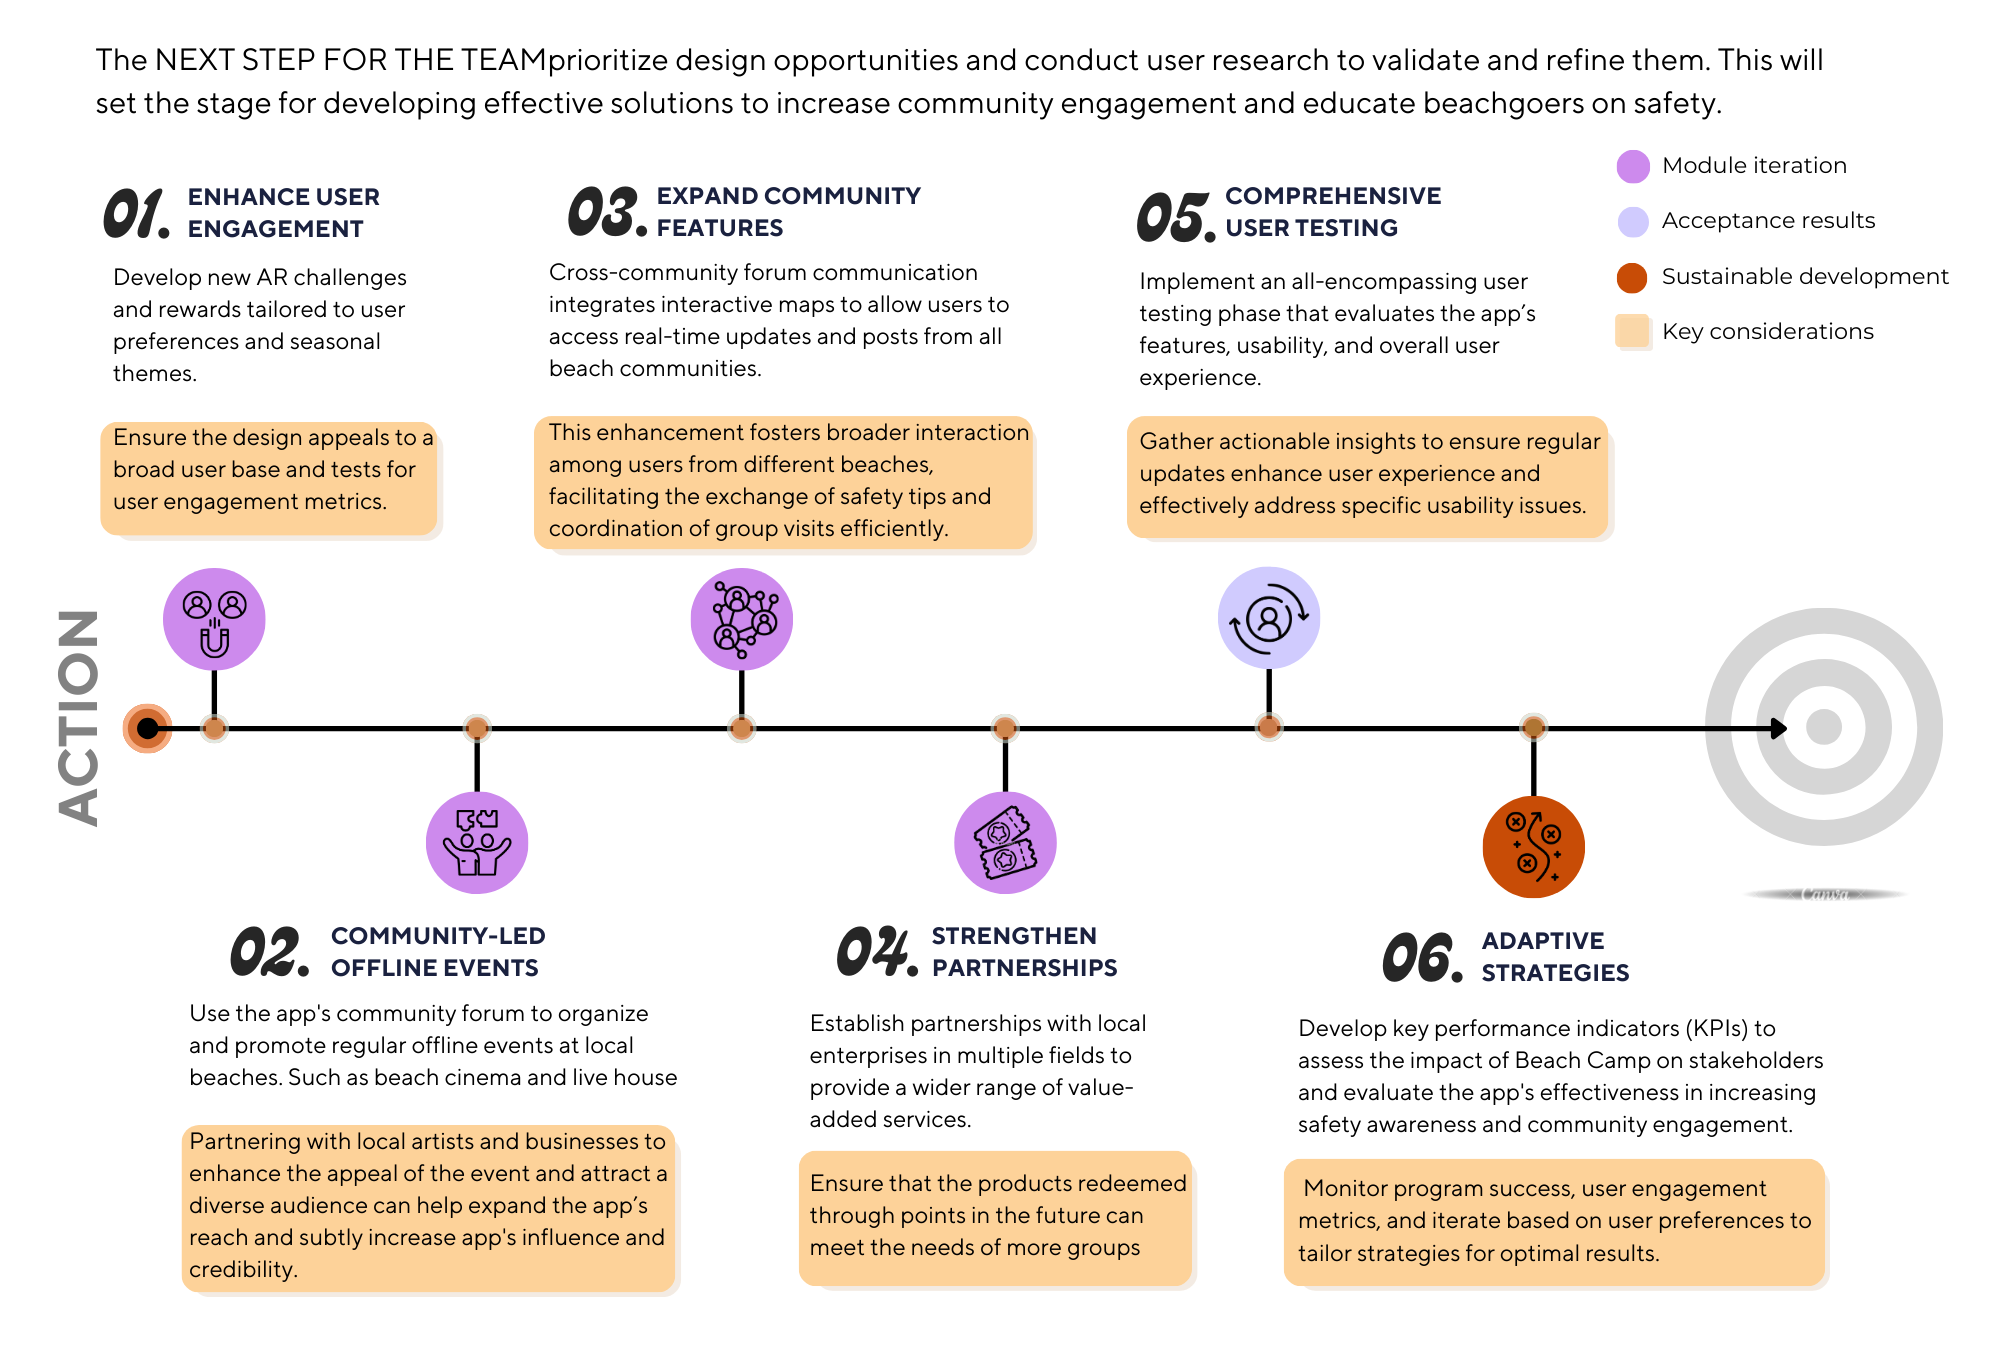 The NEXT STEP FOR THE TEAMprioritize design opportunities and conduct user research to validate and refine them. This will
set the stage for developing effective solutions to increase community engagement and educate beachgoers on safety.
Module iteration
Acceptance results
Sustainable development
Key considerations
01.
ENHANCE USER
ENGAGEMENT
Develop new AR challenges
and rewards tailored to user
preferences and seasonal
themes.
Ensure the design appeals to a
broad user base and tests for
user engagement metrics.
03.
EXPAND COMMUNITY
FEATURES
Cross-community forum communication
integrates interactive maps to allow users to
access real-time updates and posts from all
beach communities.
This enhancement fosters broader interaction
among users from different beaches,
facilitating the exchange of safety tips and
coordination of group visits efficiently.
05.
COMPREHENSIVE
USER TESTING
Implement an all-encompassing user
testing phase that evaluates the app’s
features, usability, and overall user
experience.
Gather actionable insights to ensure regular
updates enhance user experience and
effectively address specific usability issues.
ACTION
Canva
02.
COMMUNITY-LED
OFFLINE EVENTS
Use the app's community forum to organize
and promote regular offline events at local
beaches. Such as beach cinema and live house
Partnering with local artists and businesses to
enhance the appeal of the event and attract a
diverse audience can help expand the app’s
reach and subtly increase app's influence and
credibility.
04.
STRENGTHEN
PARTNERSHIPS
Establish partnerships with local
enterprises in multiple fields to
provide a wider range of value-
added services.
Ensure that the products redeemed
through points in the future can
meet the needs of more groups
06.
ADAPTIVE
STRATEGIES
Develop key performance indicators (KPIs) to
assess the impact of Beach Camp on stakeholders
and evaluate the app's effectiveness in increasing
safety awareness and community engagement.
Monitor program success, user engagement
metrics, and iterate based on user preferences to
tailor strategies for optimal results.